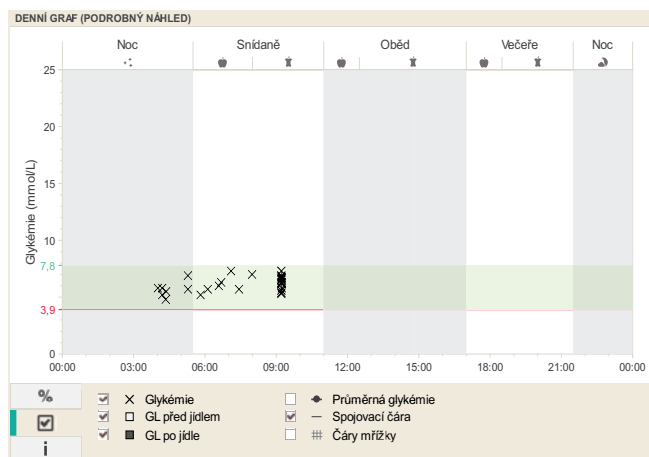 DENNÍ GRAF (PODROBNÝ NÁHLED)
Noc Snídaně Oběd Večeře Noc
25
20
15
10
7,8
3,9
0
Glykémie (mmol/L)
00:00 03:00 06:00 09:00 12:00 15:00 18:00 21:00 00:00
%
Glykémie Průměrná glykémie
GL před jídlem Spojovací čára
GL po jídle Čáry mřížky
i